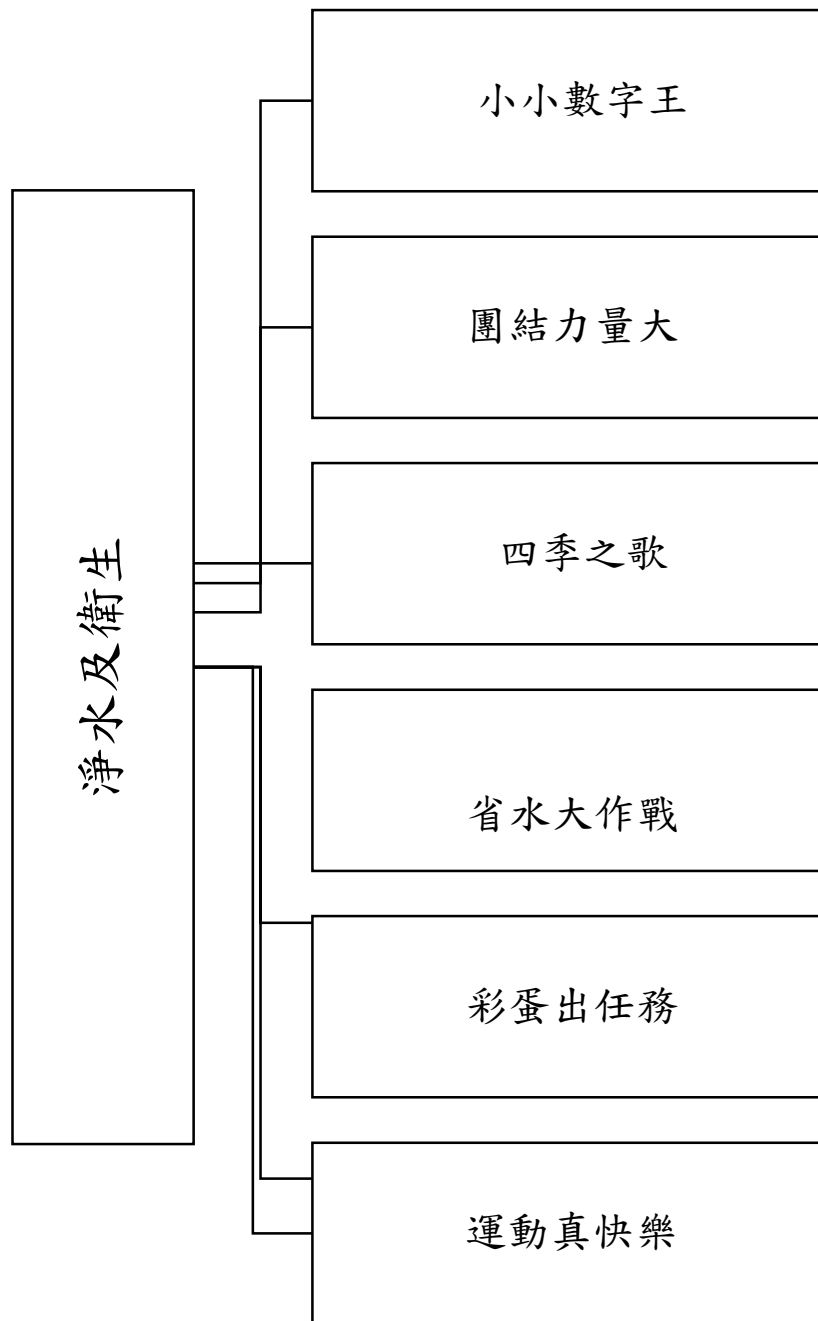 淨水及衛生
小小數字王
團結力量大
四季之歌
省水大作戰
彩蛋出任務
運動真快樂